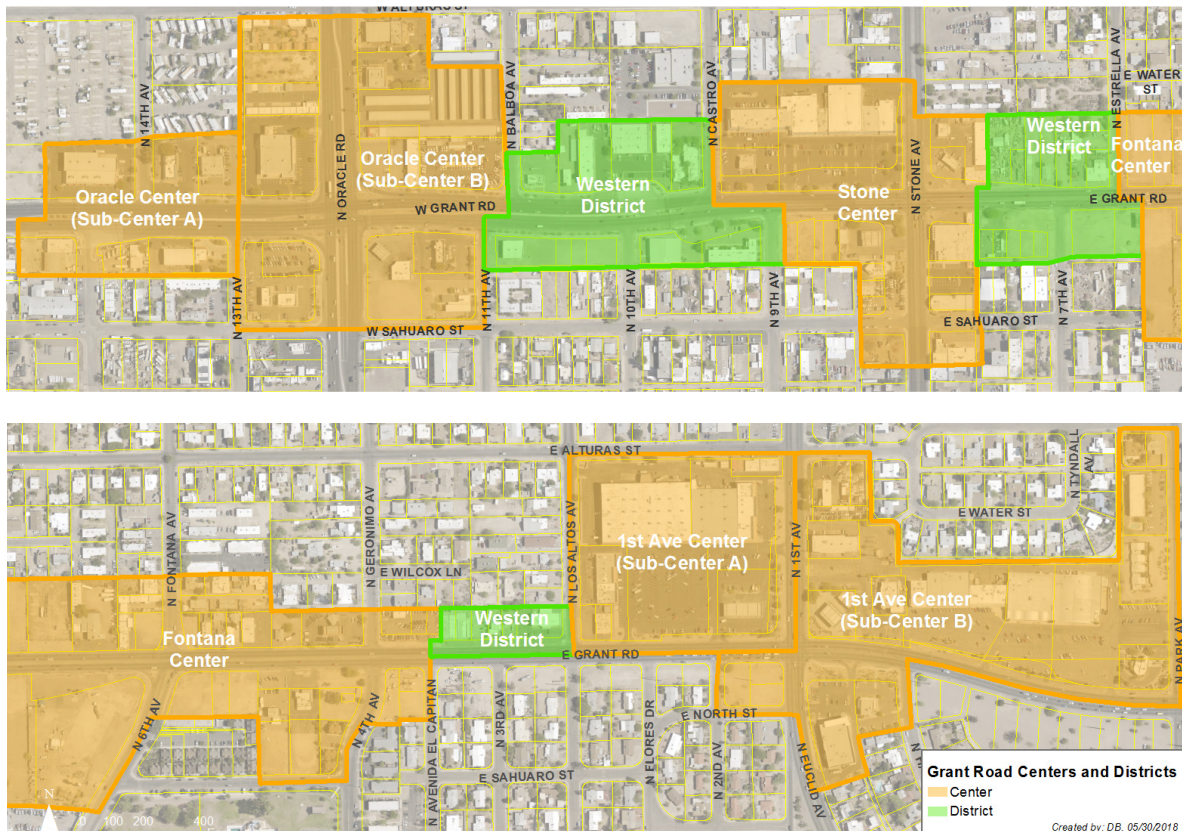 W ALTURAS ST
N 14TH AV
N ORACLE RD
N BALBOA AV
N CASTRO AV
N STONE AV
N ESTRELLA AV
E WATER
ST
Oracle Center
(Sub-Center A)
Oracle Center
(Sub-Center B)
Western
District
Stone
Center
Western
District
Fontana
Center
W GRANT RD
E GRANT RD
N 13TH AV
N 11TH AV
N 10TH AV
N 9TH AV
N 7TH AV
W SAHUARO ST
E SAHUARO ST
E ALTURAS ST
N FONTANA AV
N GERONIMO AV
E WILCOX LN
N LOS ALTOS AV
N 1ST AV
N TYNDALL
AV
E WATER ST
1st Ave Center
(Sub-Center A)
1st Ave Center
(Sub-Center B)
Western
District
Fontana
Center
E GRANT RD
N PARK AV
N 6TH AV
N 4TH AV
N AVENIDA EL CAPITAN
N 3RD AV
N FLORES DR
N 2ND AV
E NORTH ST
N EUCLID AV
E SAHUARO ST
N
0 100 200 400
Grant Road Centers and Districts
Center
District
Created by: DB, 05/30/2018